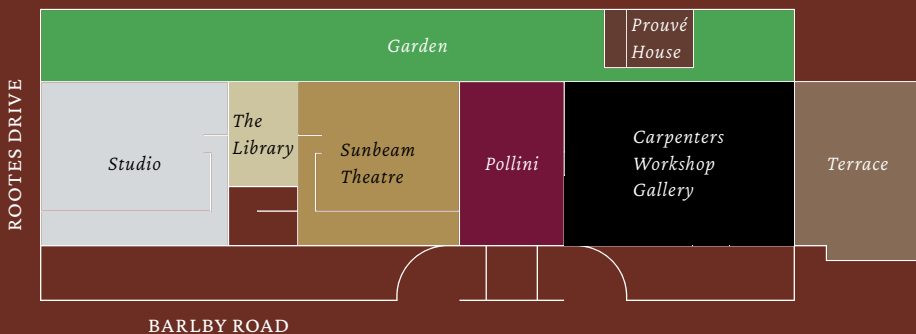 Prouvé
House
Garden
ROOTES DRIVE
The
Library
Studio
Sunbeam
Theatre
Pollini
Carpenters
Workshop
Gallery
Terrace
BARLBY ROAD